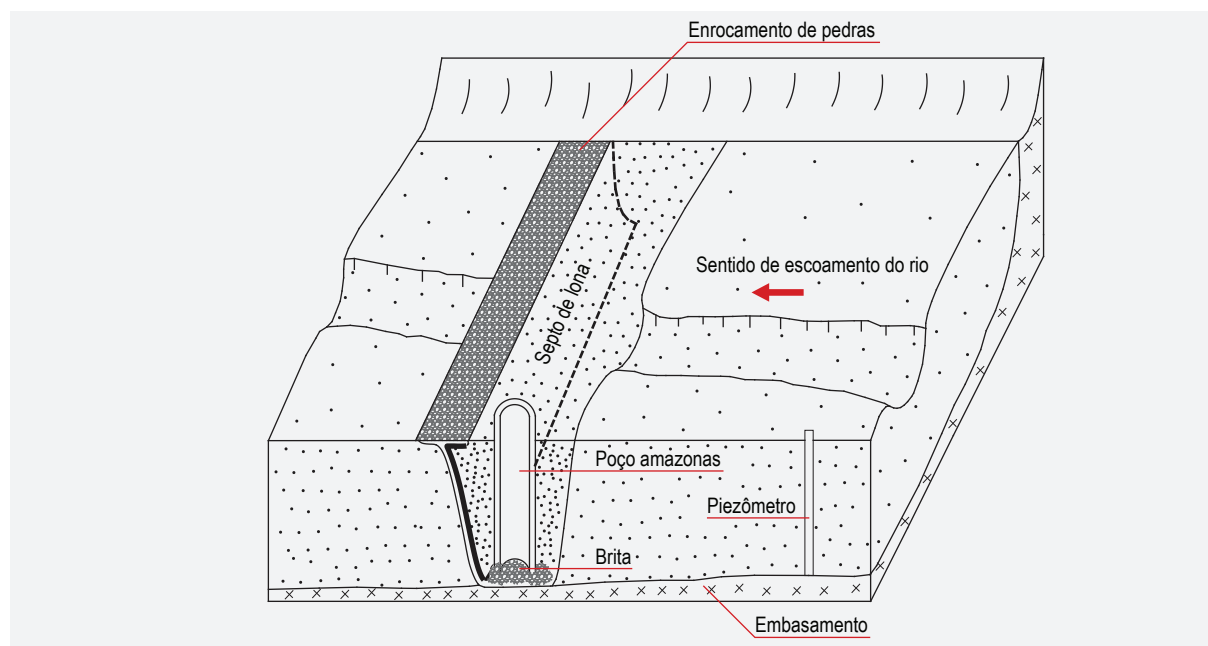 Enrocamento de pedras
Sentido de escoamento do rio
Septo de lona
Poço amazonas
Piezômetro
Brita
Embasamento